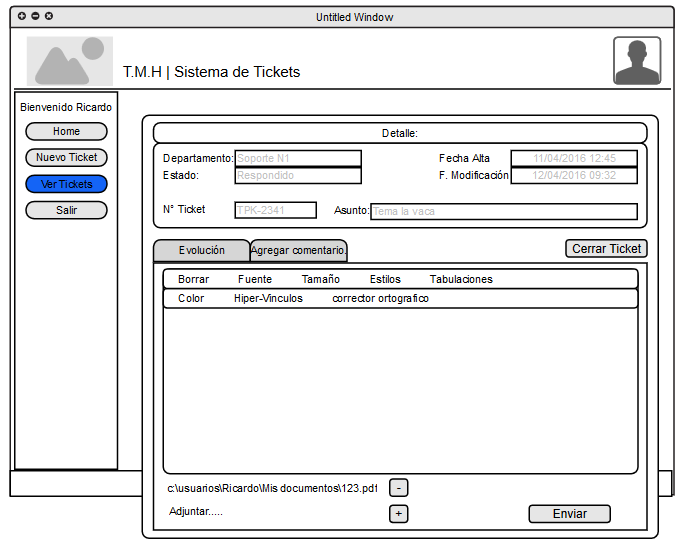 Untitled Window
T.M.H | Sistema de Tickets
Bienvenido Ricardo
Home
Nuevo Ticket
Ver Tickets
Salir
Detalle:
Departamento: Soporte N1 Fecha Alta 11/04/2016 12:45
Estado: Respondido F. Modificación 12/04/2016 09:32
N° Ticket TPK-2341 Asunto: Tema la vaca
Evolución Agregar comentario. Cerrar Ticket
Borrar Fuente Tamaño Estilos Tabulaciones
Color Hiper-Vinculos corrector ortografico
c:\usuarios\Ricardo\Mis documentos\123.pdf -
Adjuntar..... + Enviar